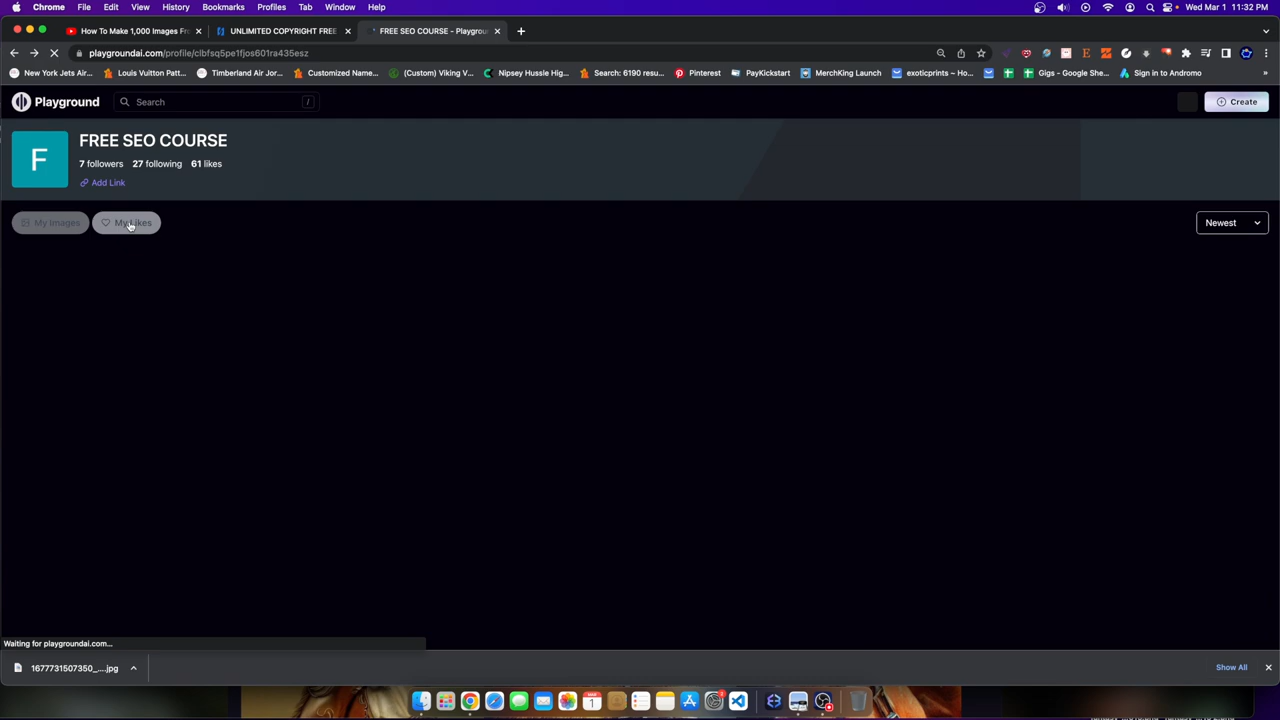 Chrome File Edit View History Bookmarks Profiles Tab Window Help Wed Mar 1 11:32 PM
How To Make 1,000 Images Fr UNLIMITED COPYRIGHT FREE FREE SEO COURSE - Playgroun
playgroundai.com/profile/clbfsq5pe1fjos601ra435esz
New York Jets Air... Louis Vuitton Patt... Timberland Air Jor... Customized Name... (Custom) Viking V... Nipsey Hussle Hig... Search: 6190 resu... Pinterest PayKickstart MerchKing Launch exoticprints ~ Ho... Gigs - Google She... Sign in to Andromo »
Playground Search / Create
FREE SEO COURSE
F
7 followers 27 following 61 likes
Add Link
My Images My Likes Newest
Waiting for playgroundai.com...
1677731507350_....jpg Show All